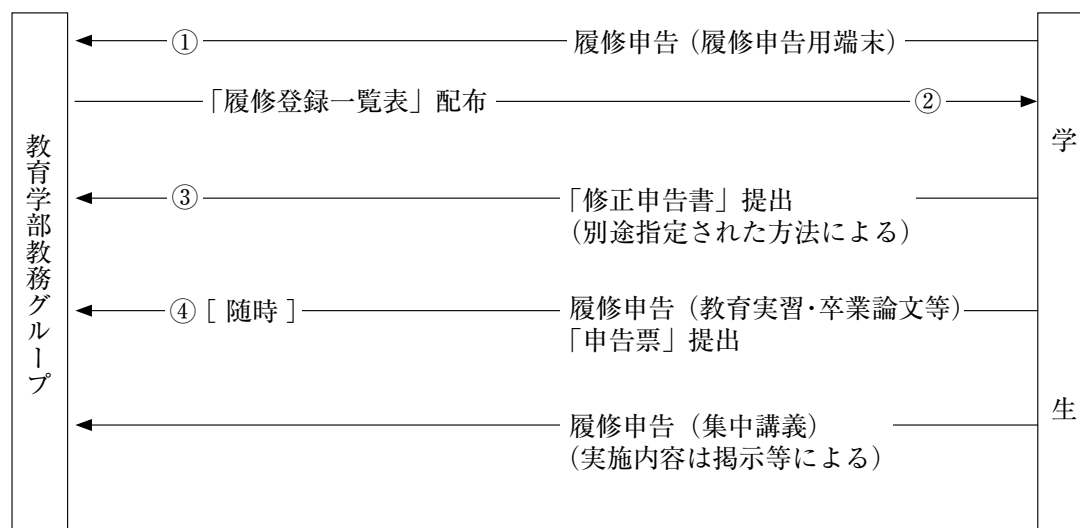 教育学部教務グループ
学生
① 履修申告（履修申告用端末）
「履修登録一覧表」配布 ②
③ 「修正申告書」提出
（別途指定された方法による）
④［ 随時 ］ 履修申告（教育実習・卒業論文等）
「申告票」提出
履修申告（集中講義）
（実施内容は掲示等による）